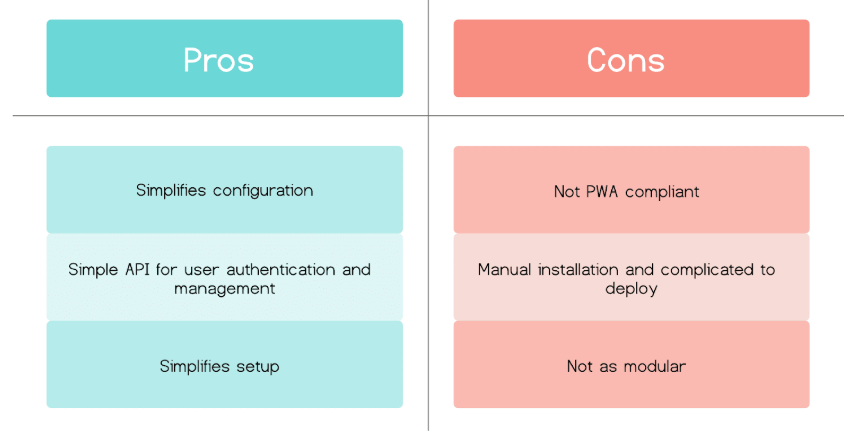 Pros
Cons
Simplifies configuration
Not PWA compliant
Simple API for user authentication and
management
Manual installation and complicated to
deploy
Simplifies setup
Not as modular